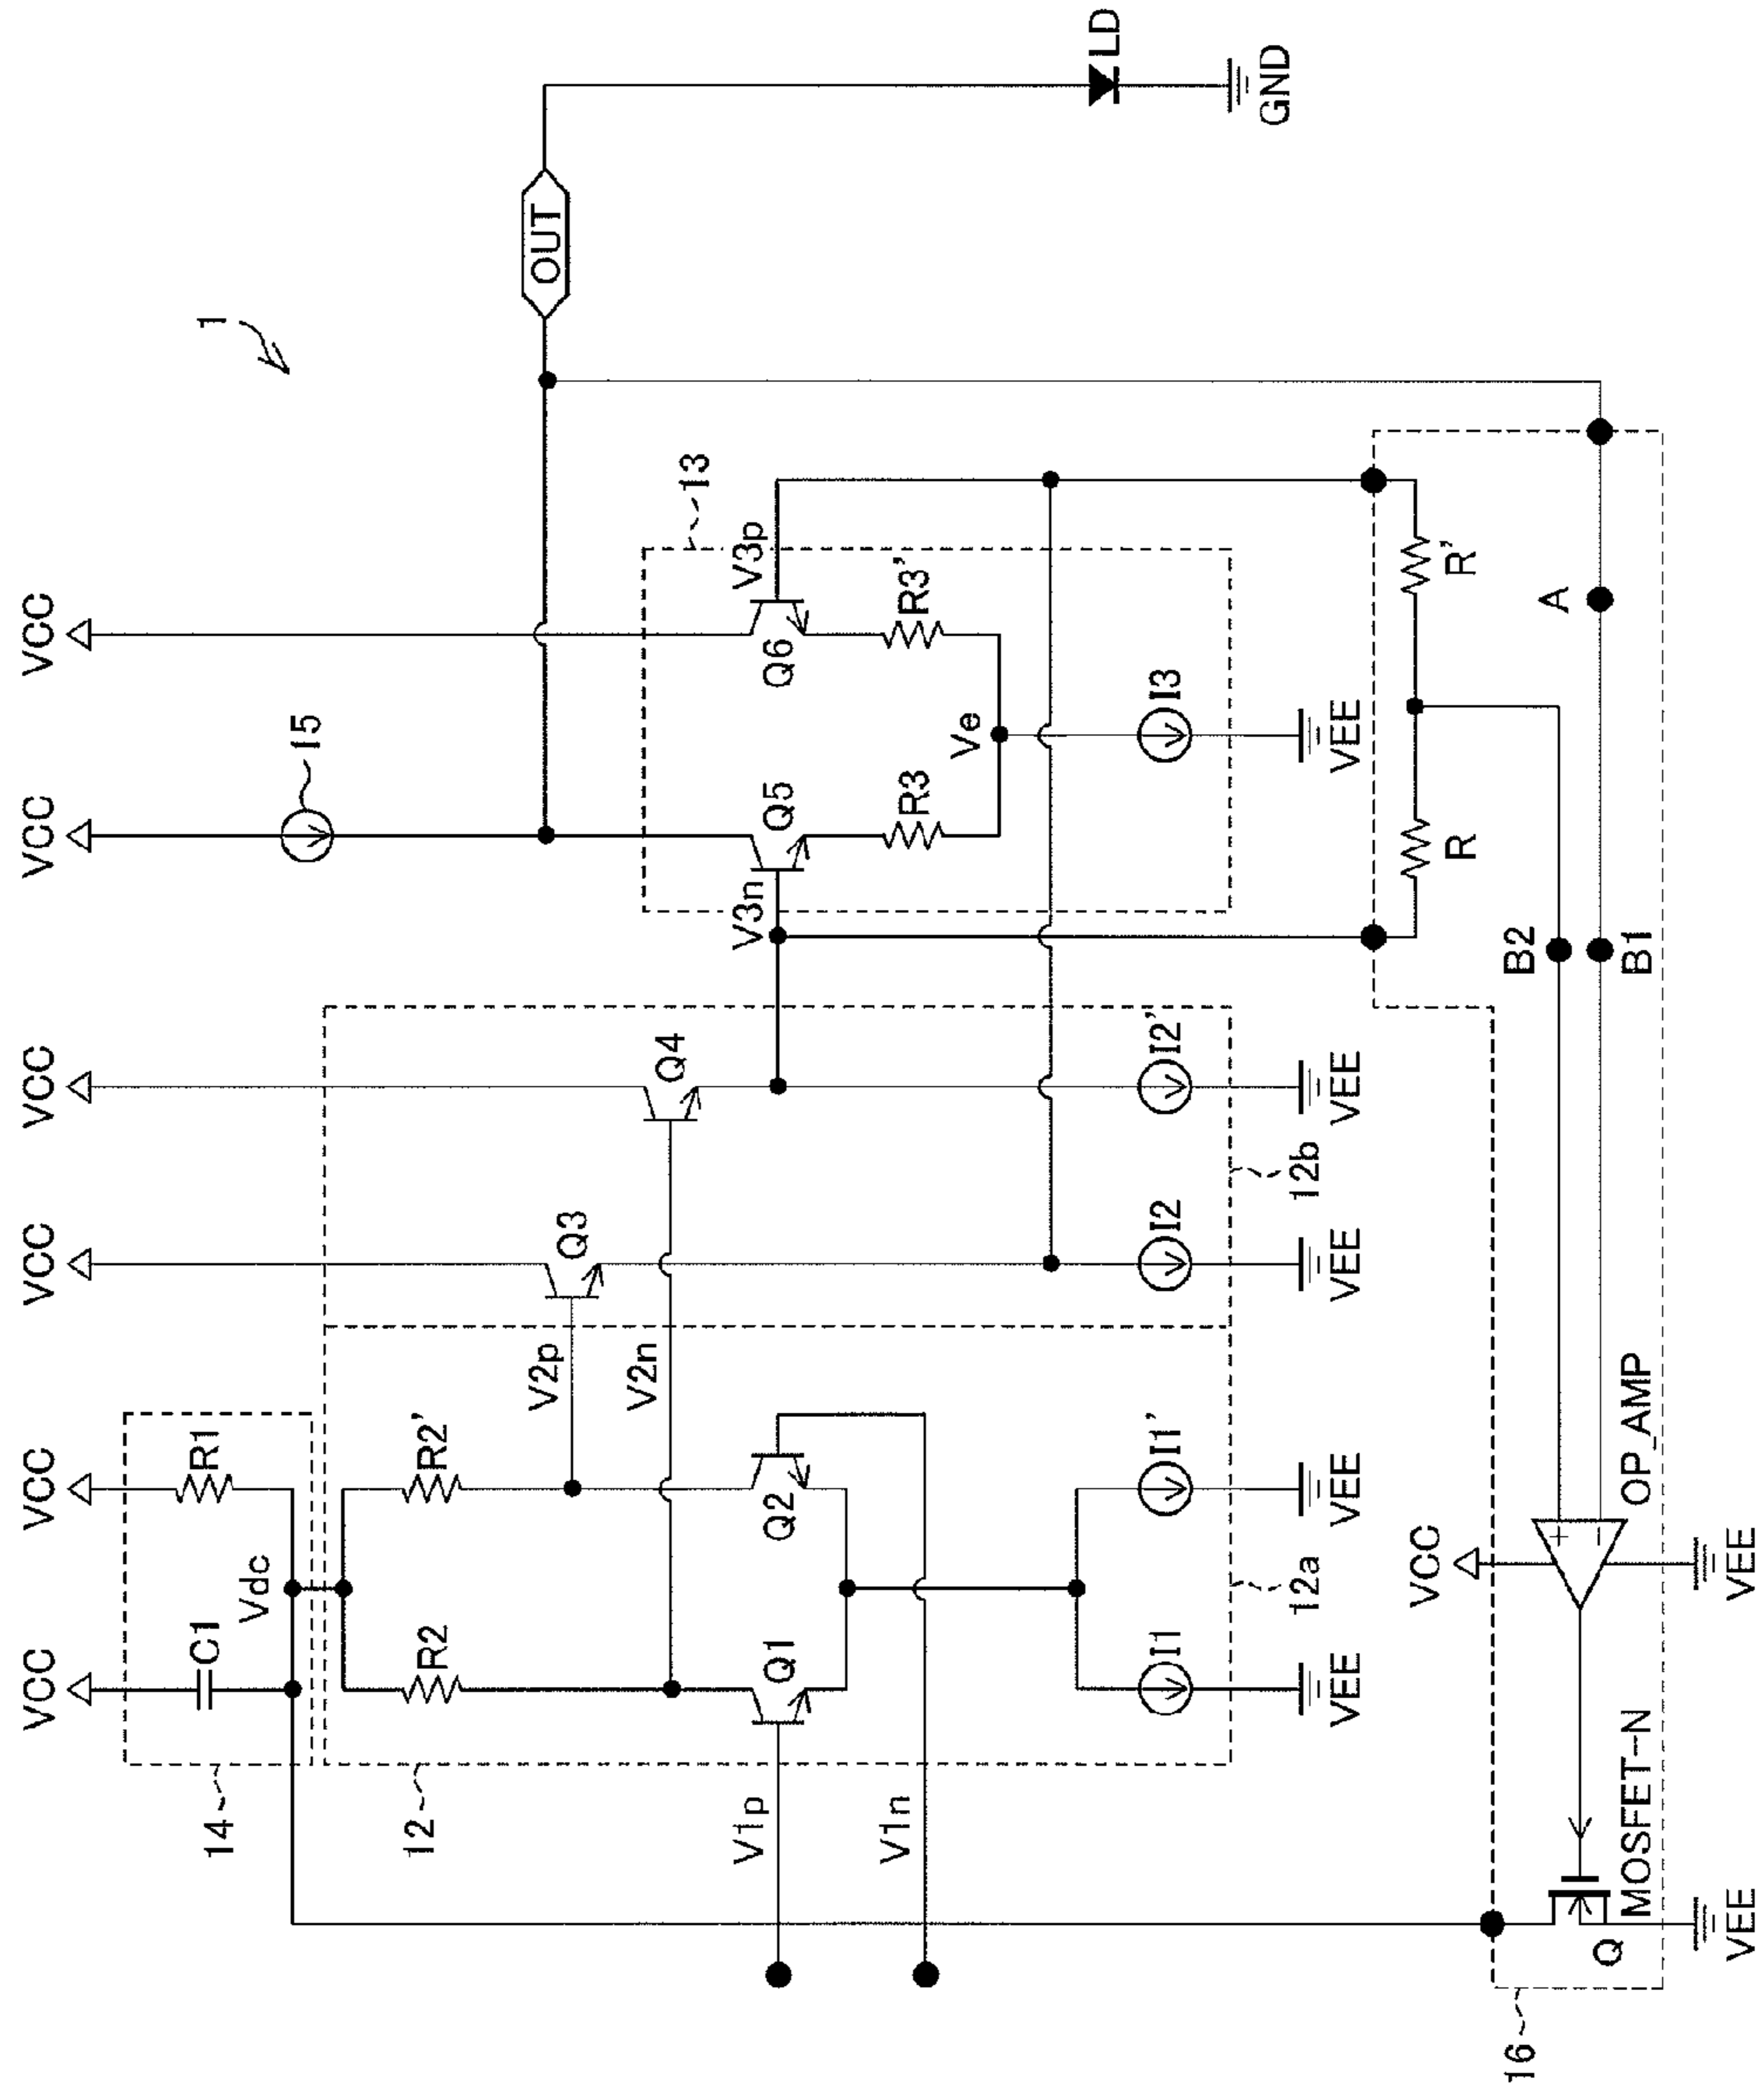 1
VCC
VCC
VCC
VCC
VCC
VCC
14
C1
R1
15
Vdc
OUT
LD
GND
12
R2
R2'
V2p
V2n
Q3
Q4
13
V1p
V1n
Q1
Q2
V3n
Q5
V3p
Q6
R3
R3'
Ve
I1
I1'
I2
I2'
I3
VEE
VEE
VEE
VEE
VEE
12a
12b
16
VCC
R
R'
B2
A
+
−
B1
Q
MOSFET-N
OP_AMP
VEE
VEE